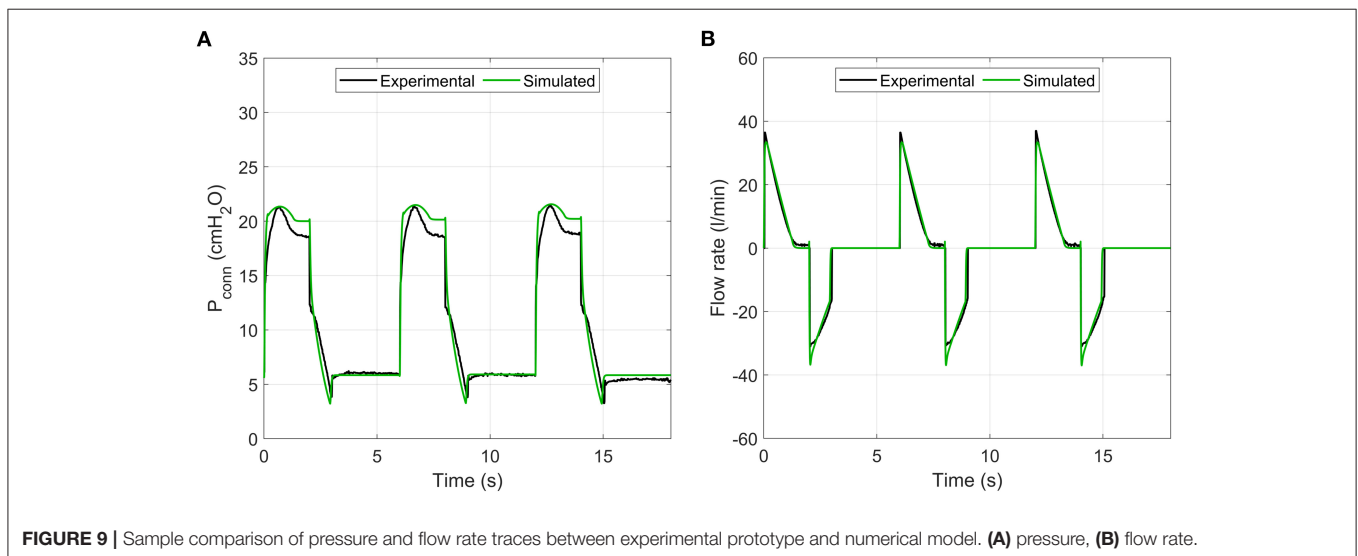 A
B
35
30
25
20
15
10
5
0
P_conn (cmH_2O)
Experimental Simulated
0 5 10 15
Time (s)
60
40
20
0
-20
-40
-60
Flow rate (l/min)
Experimental Simulated
0 5 10 15
Time (s)
FIGURE 9 | Sample comparison of pressure and flow rate traces between experimental prototype and numerical model. (A) pressure, (B) flow rate.